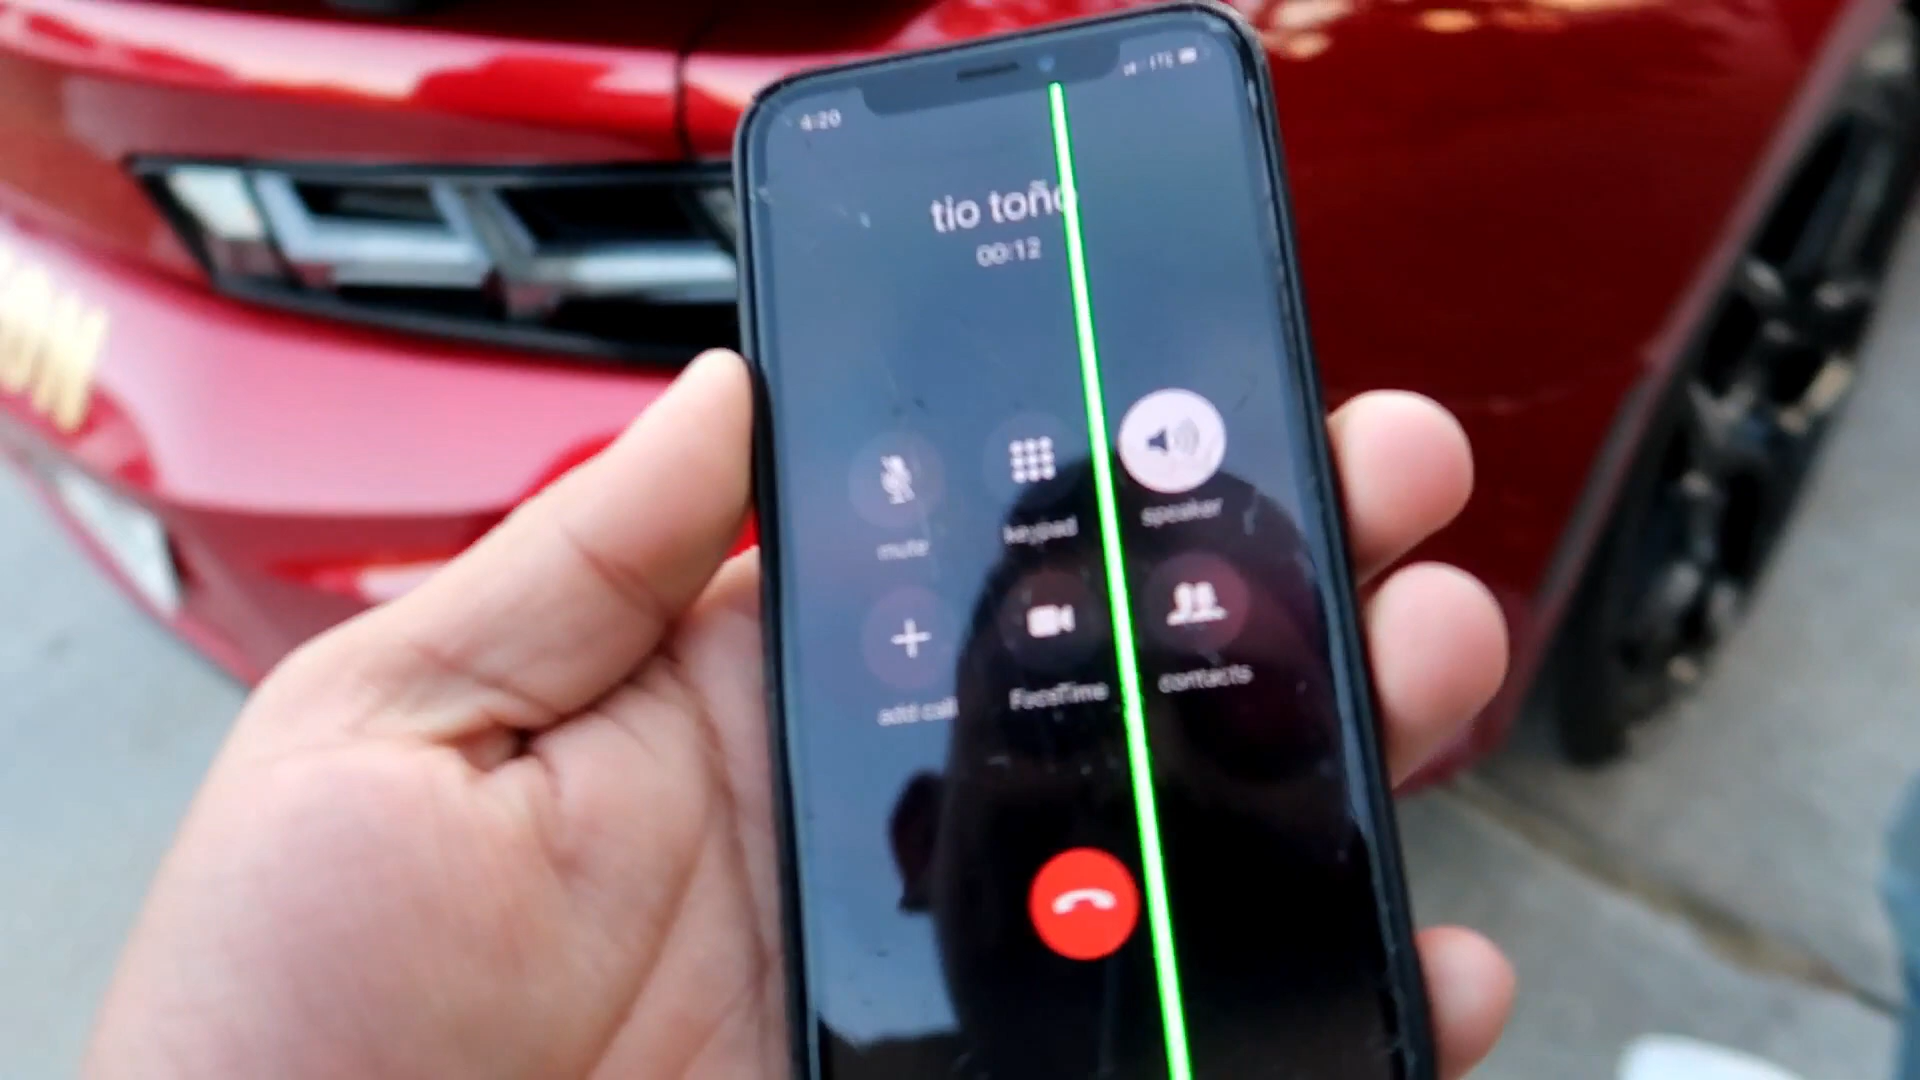 4:20
LTE
tio toño
00:12
mute
keypad
speaker
add call
FaceTime
contacts